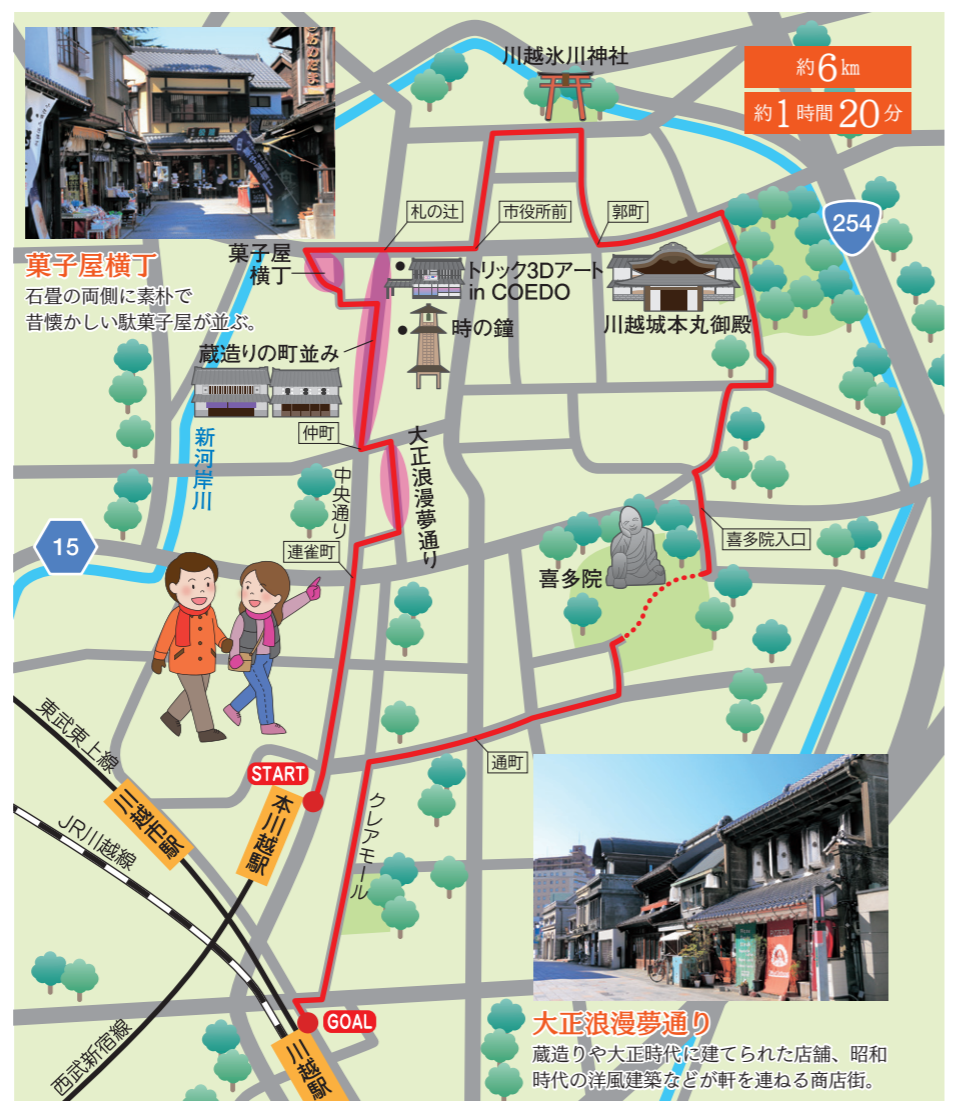 川越氷川神社
約6km
約1時間20分
254
札の辻
市役所前
郭町
菓子屋
横丁
トリック3Dアート
in COEDO
川越城本丸御殿
時の鐘
菓子屋横丁
石畳の両側に素朴で
昔懐かしい駄菓子屋が並ぶ。
蔵造りの町並み
仲町
大正浪漫夢通り
新河岸川
中央通り
連雀町
15
喜多院入口
喜多院
東武東上線
川越市駅
JR川越線
START
本川越駅
通町
クレアモール
西武新宿線
GOAL
川越駅
大正浪漫夢通り
蔵造りや大正時代に建てられた店舗、昭和
時代の洋風建築などが軒を連ねる商店街。